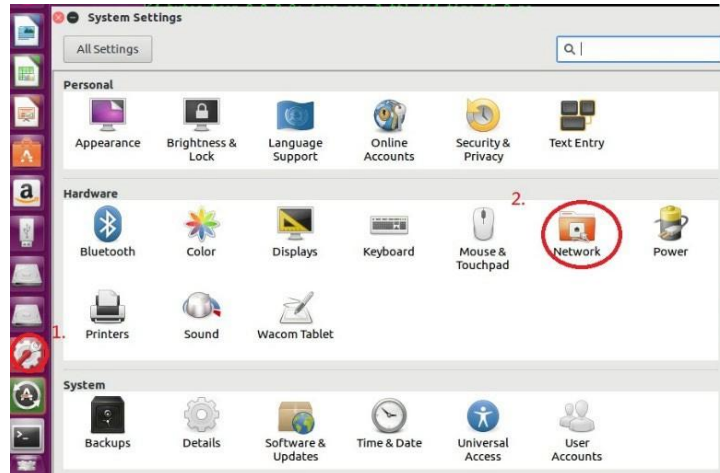 System Settings
All Settings
Personal
Appearance
Brightness & Lock
Language Support
Online Accounts
Security & Privacy
Text Entry
Hardware
2.
Bluetooth
Color
Displays
Keyboard
Mouse & Touchpad
Network
Power
1.
Printers
Sound
Wacom Tablet
System
Backups
Details
Software & Updates
Time & Date
Universal Access
User Accounts
a
A
A
>_